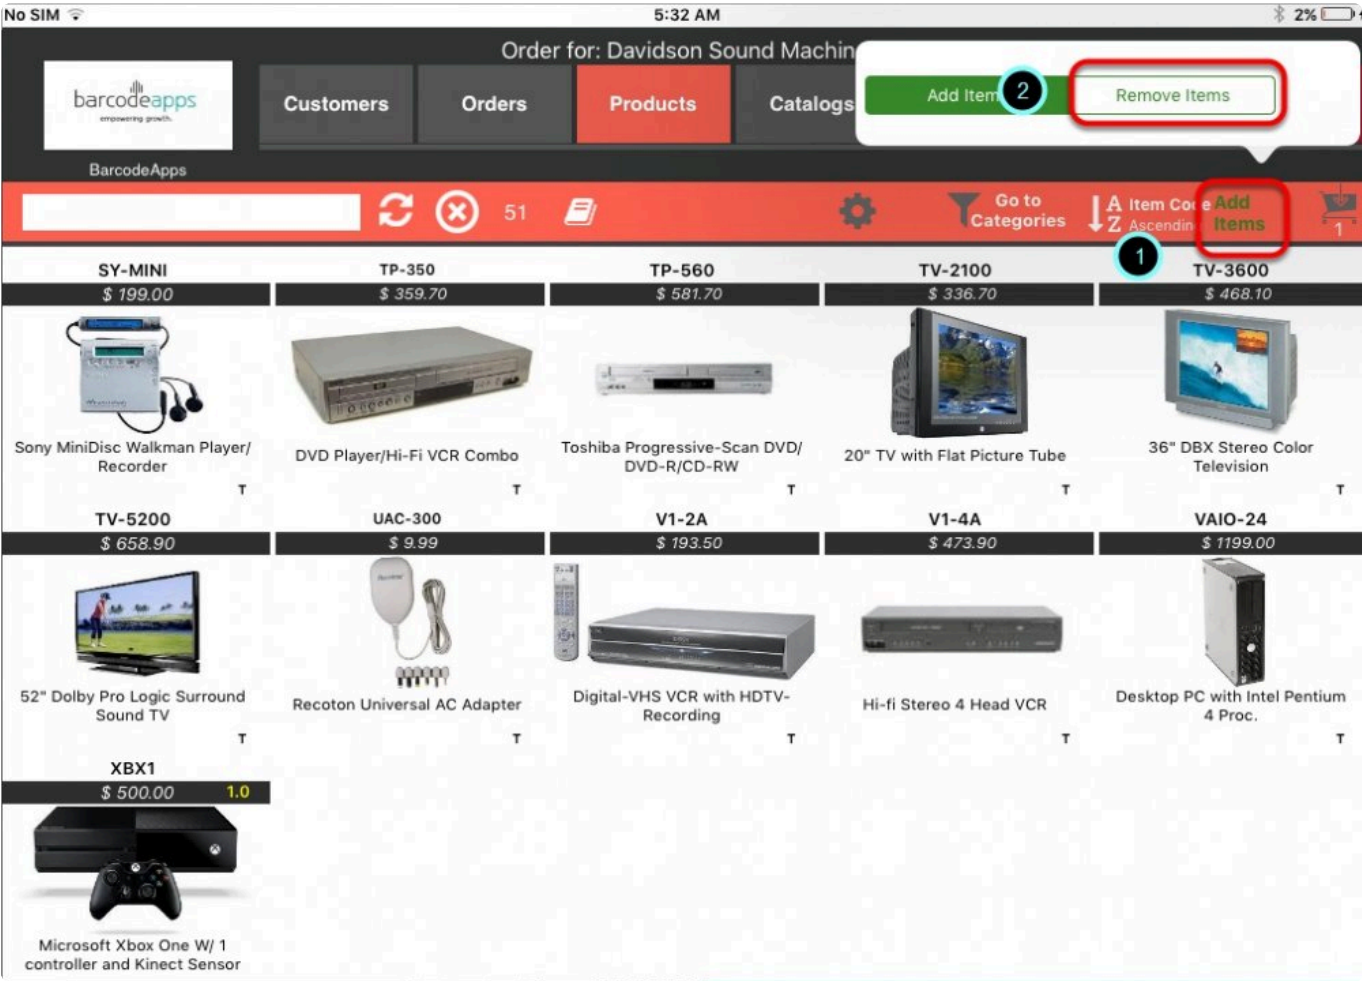 No SIM 5:32 AM 2%
Order for: Davidson Sound Machin
barcodeapps
empowering growth.
BarcodeApps
Customers Orders Products Catalogs
Add Item 2 Remove Items
51
Go to
Categories
A
Z
Item Code
Ascending
Add
Items
1
1
SY-MINI TP-350 TP-560 TV-2100 TV-3600
$ 199.00 $ 359.70 $ 581.70 $ 336.70 $ 468.10
Sony MiniDisc Walkman Player/
Recorder
DVD Player/Hi-Fi VCR Combo
Toshiba Progressive-Scan DVD/
DVD-R/CD-RW
20" TV with Flat Picture Tube
36" DBX Stereo Color
Television
T T T T T
TV-5200 UAC-300 V1-2A V1-4A VAIO-24
$ 658.90 $ 9.99 $ 193.50 $ 473.90 $ 1199.00
52" Dolby Pro Logic Surround
Sound TV
Recoton Universal AC Adapter
Digital-VHS VCR with HDTV-
Recording
Hi-fi Stereo 4 Head VCR
Desktop PC with Intel Pentium
4 Proc.
T T T T T
XBX1
$ 500.00 1.0
Microsoft Xbox One W/ 1
controller and Kinect Sensor